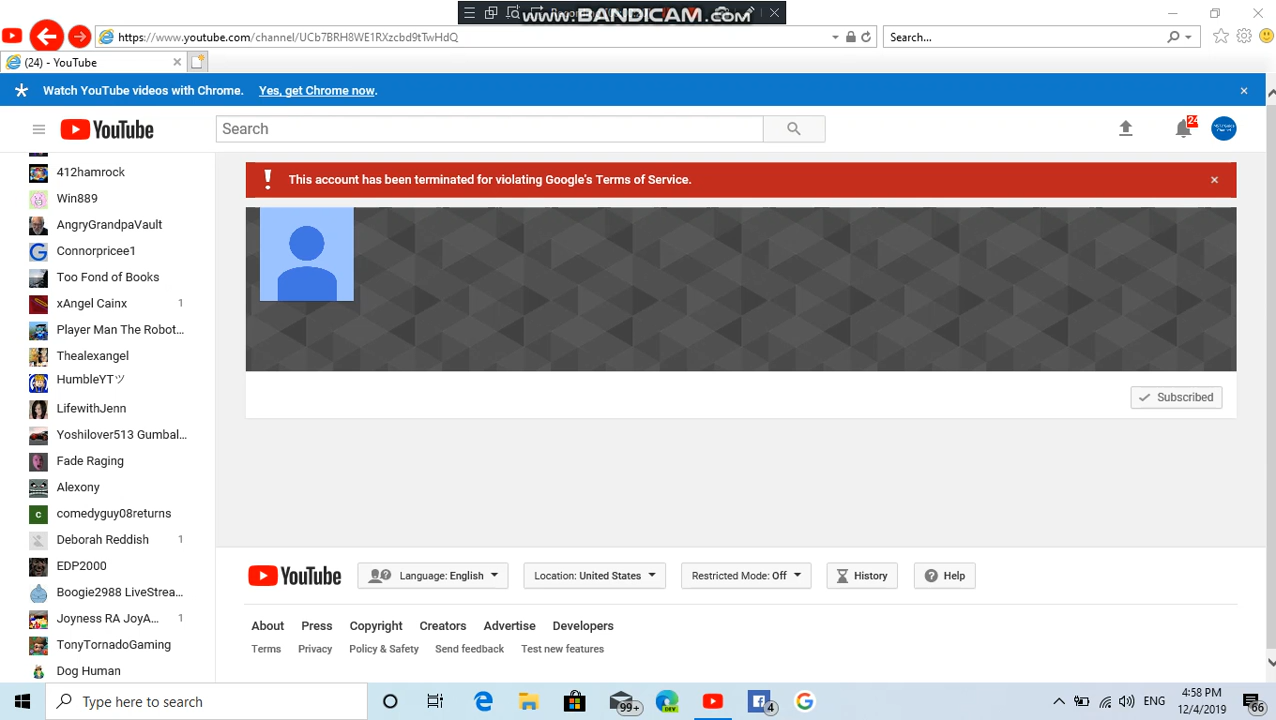 www.BANDICAM.com
https://www.youtube.com/channel/UCb7BRH8WE1RXzcbd9tTwHdQ
Search...
(24) - YouTube
Watch YouTube videos with Chrome. Yes, get Chrome now.
YouTube
Search
24
This account has been terminated for violating Google's Terms of Service.
412hamrock
Win889
AngryGrandpaVault
Connorpricee1
Too Fond of Books
xAngel Cainx 1
Player Man The Robot...
Thealexangel
HumbleYTツ
LifewithJenn
Yoshilover513 Gumbal...
Fade Raging
Alexony
c comedyguy08returns
Deborah Reddish 1
EDP2000
Boogie2988 LiveStrea...
Joyness RA JoyA... 1
TonyTornadoGaming
Dog Human
Subscribed
YouTube
Language: English
Location: United States
Restricted Mode: Off
History
Help
About Press Copyright Creators Advertise Developers
Terms Privacy Policy & Safety Send feedback Test new features
Type here to search
99+
DEV
4
ENG
4:58 PM
12/4/2019
66